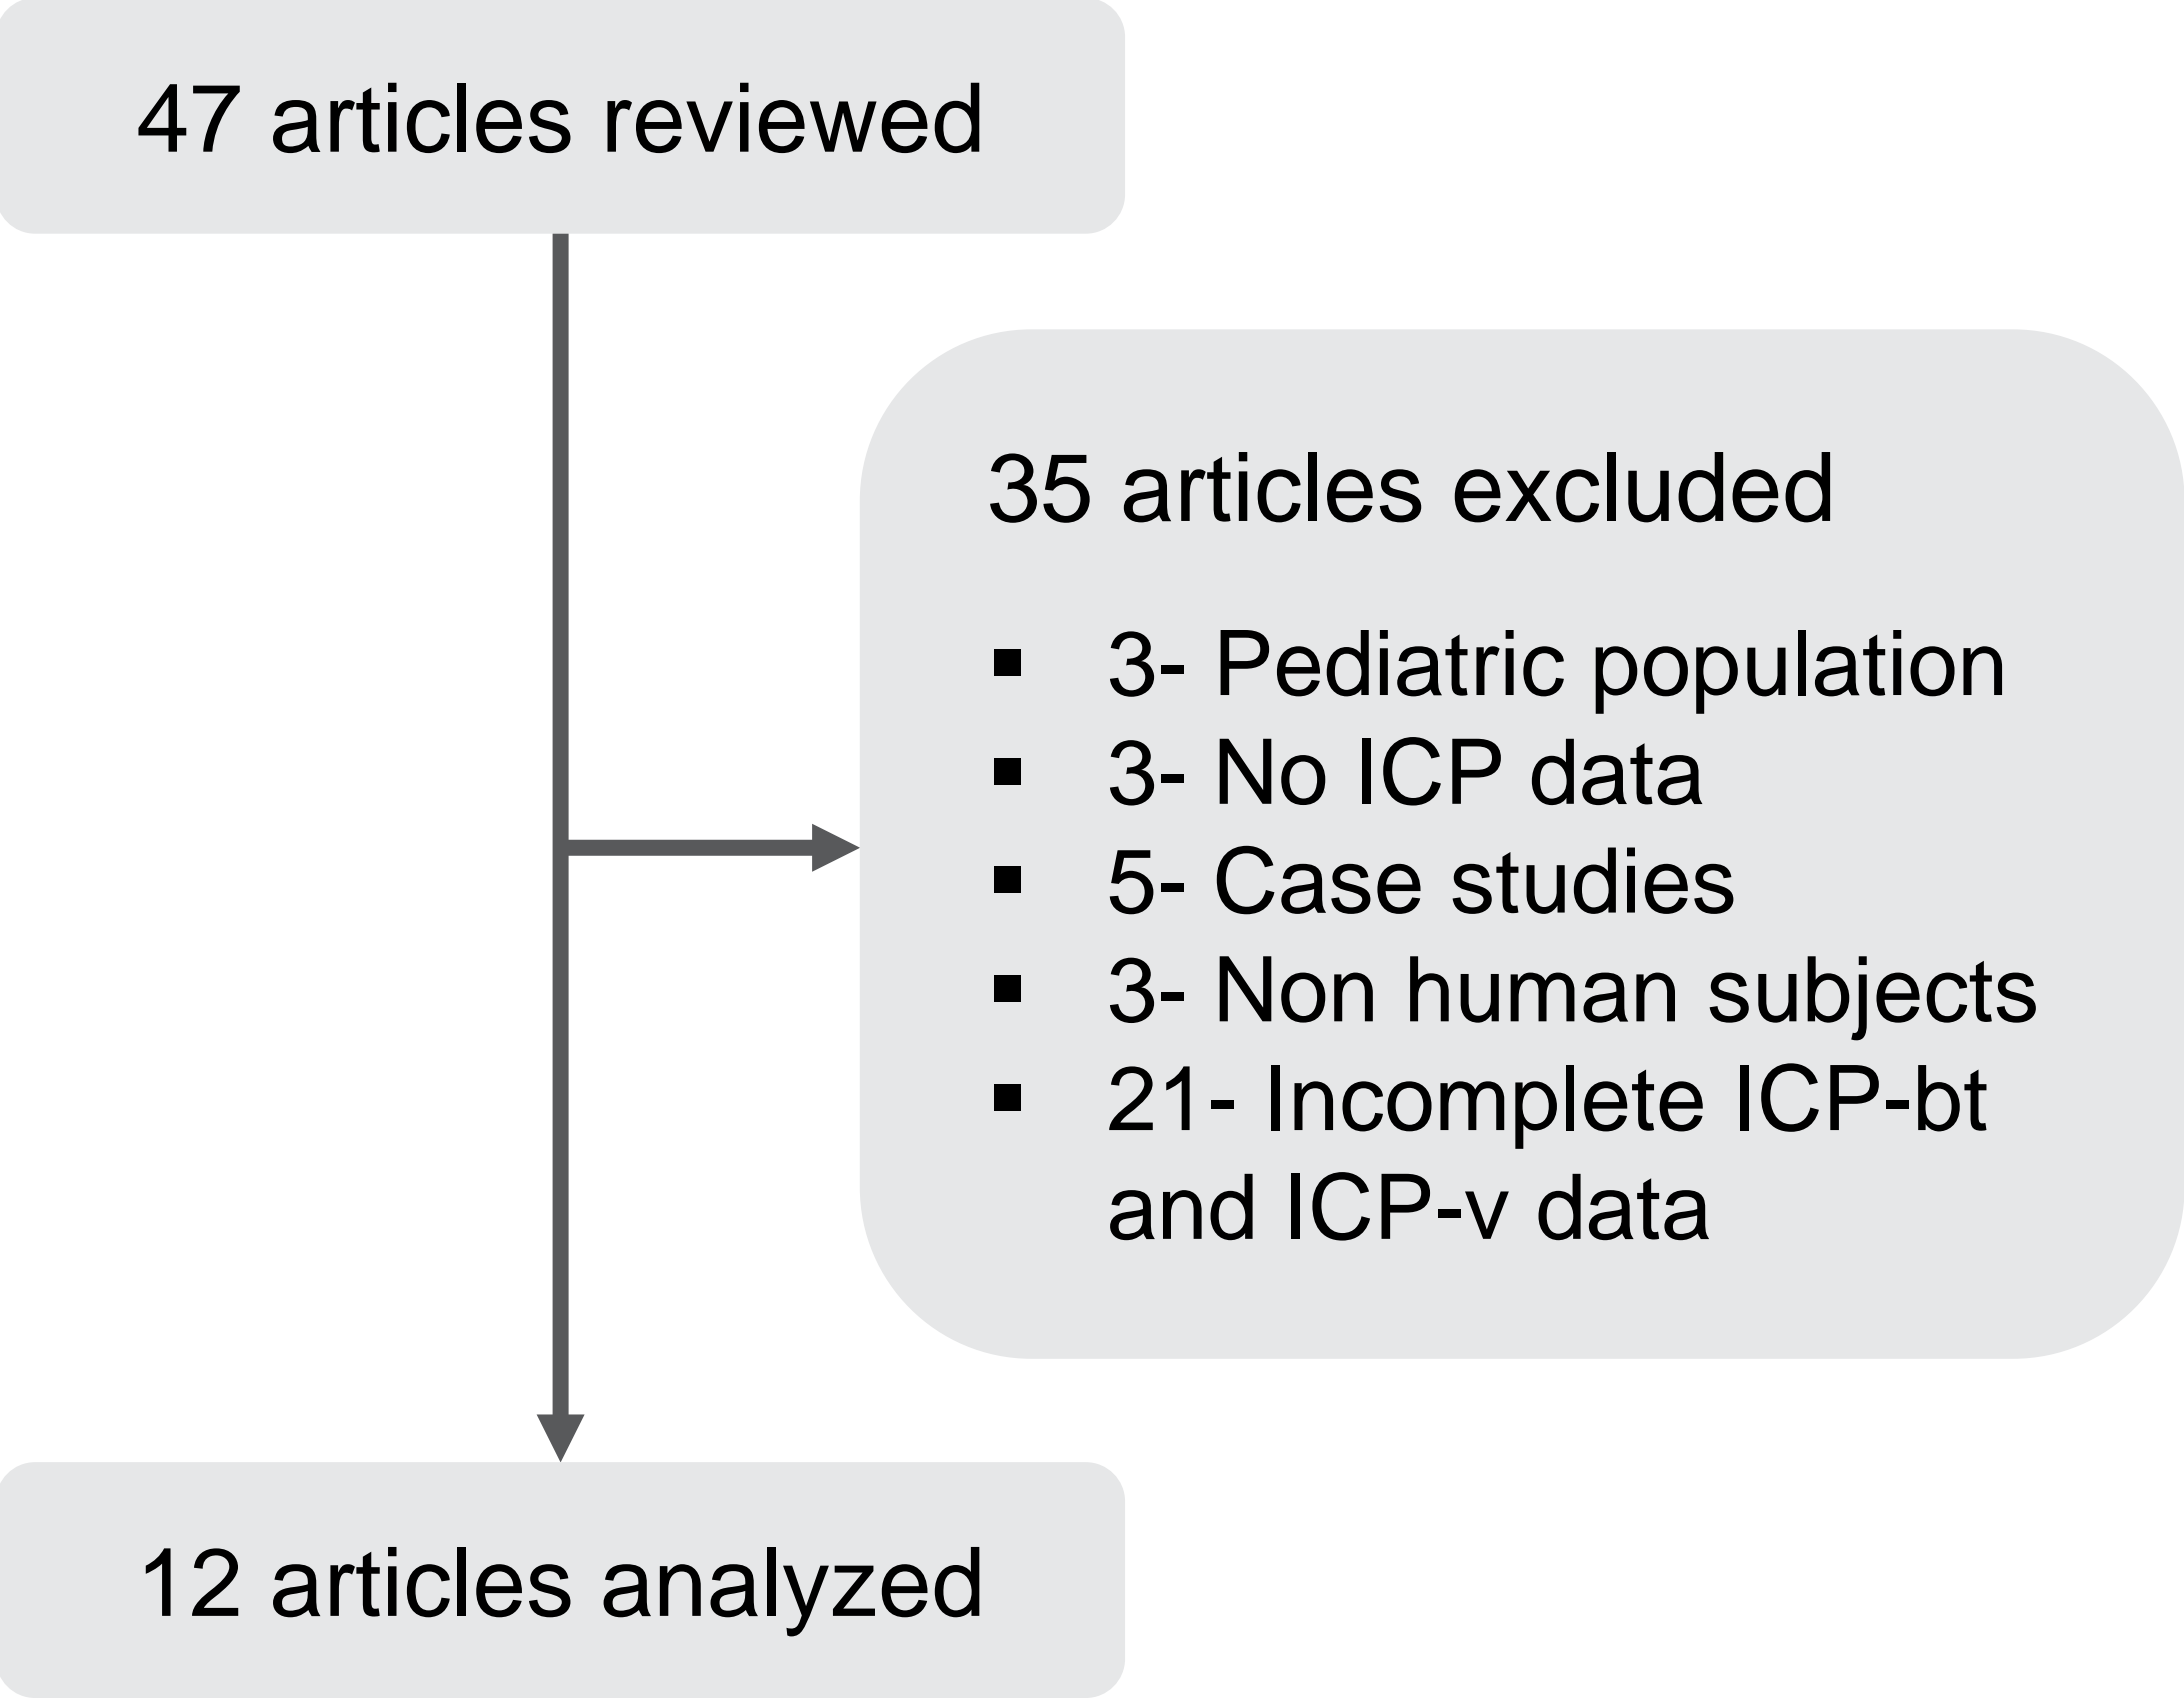 47 articles reviewed
35 articles excluded
▪ 3- Pediatric population
▪ 3- No ICP data
▪ 5- Case studies
▪ 3- Non human subjects
▪ 21- Incomplete ICP-bt
and ICP-v data
12 articles analyzed